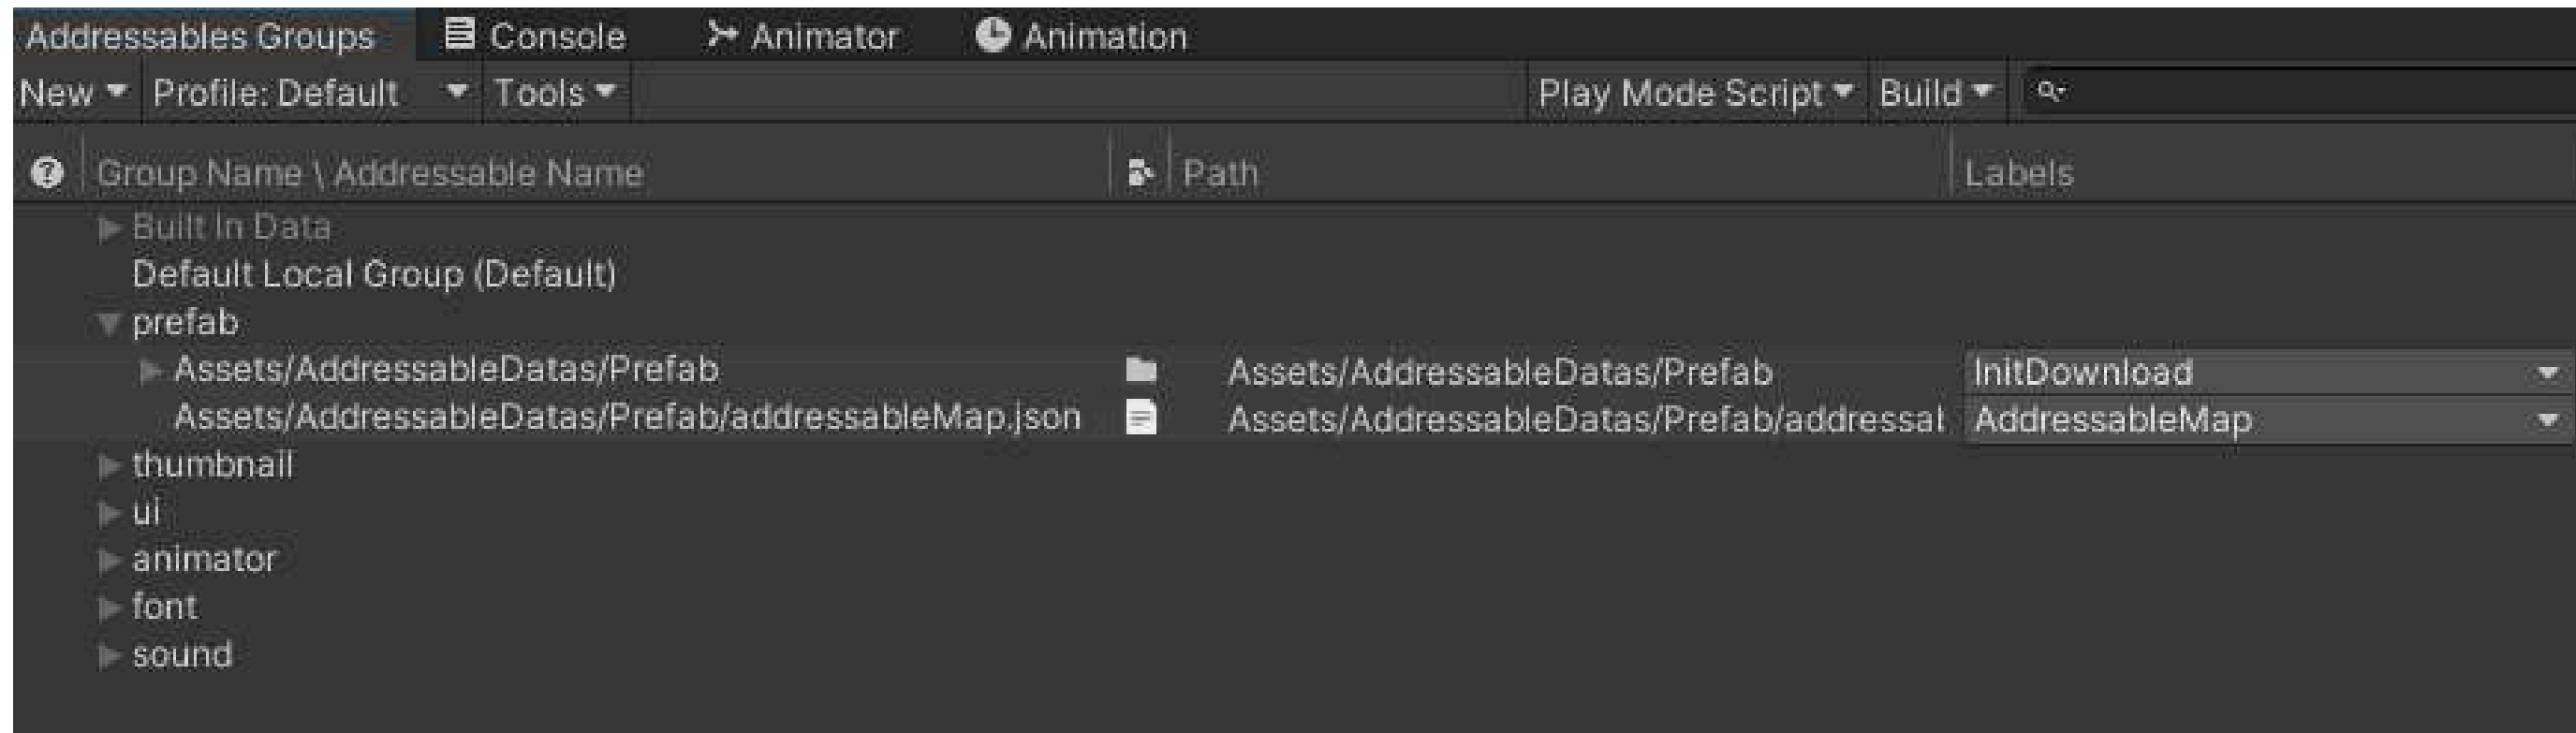 Addressables Groups Console Animator Animation
New Profile: Default Tools Play Mode Script Build
Group Name \ Addressable Name Path Labels
Built In Data
Default Local Group (Default)
prefab
Assets/AddressableDatas/Prefab Assets/AddressableDatas/Prefab InitDownload
Assets/AddressableDatas/Prefab/addressableMap.json Assets/AddressableDatas/Prefab/addressal AddressableMap
thumbnail
ui
animator
font
sound